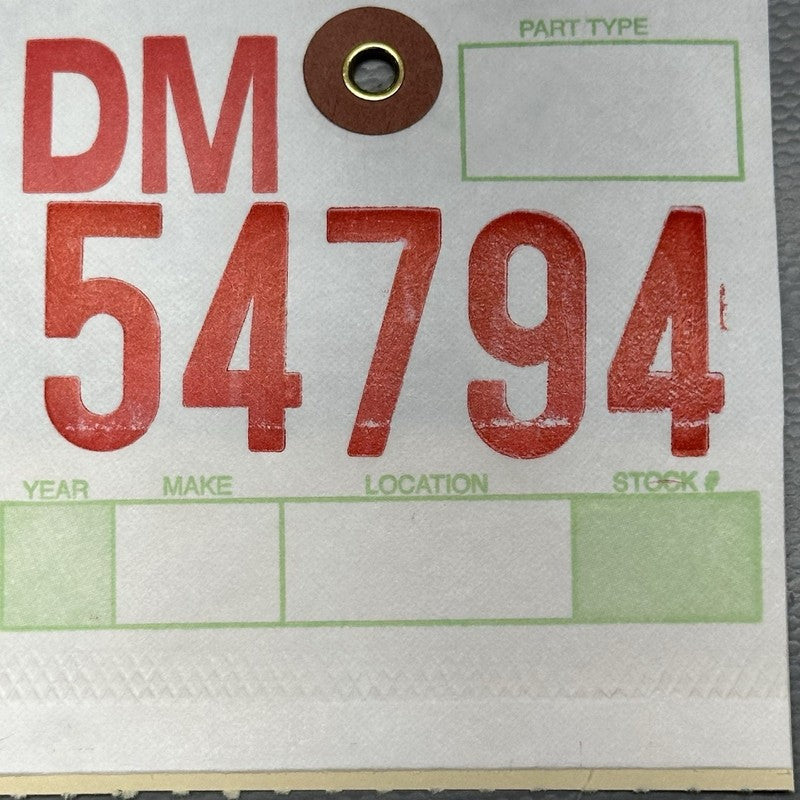 DM
PART TYPE
54794
YEAR MAKE LOCATION STOCK #